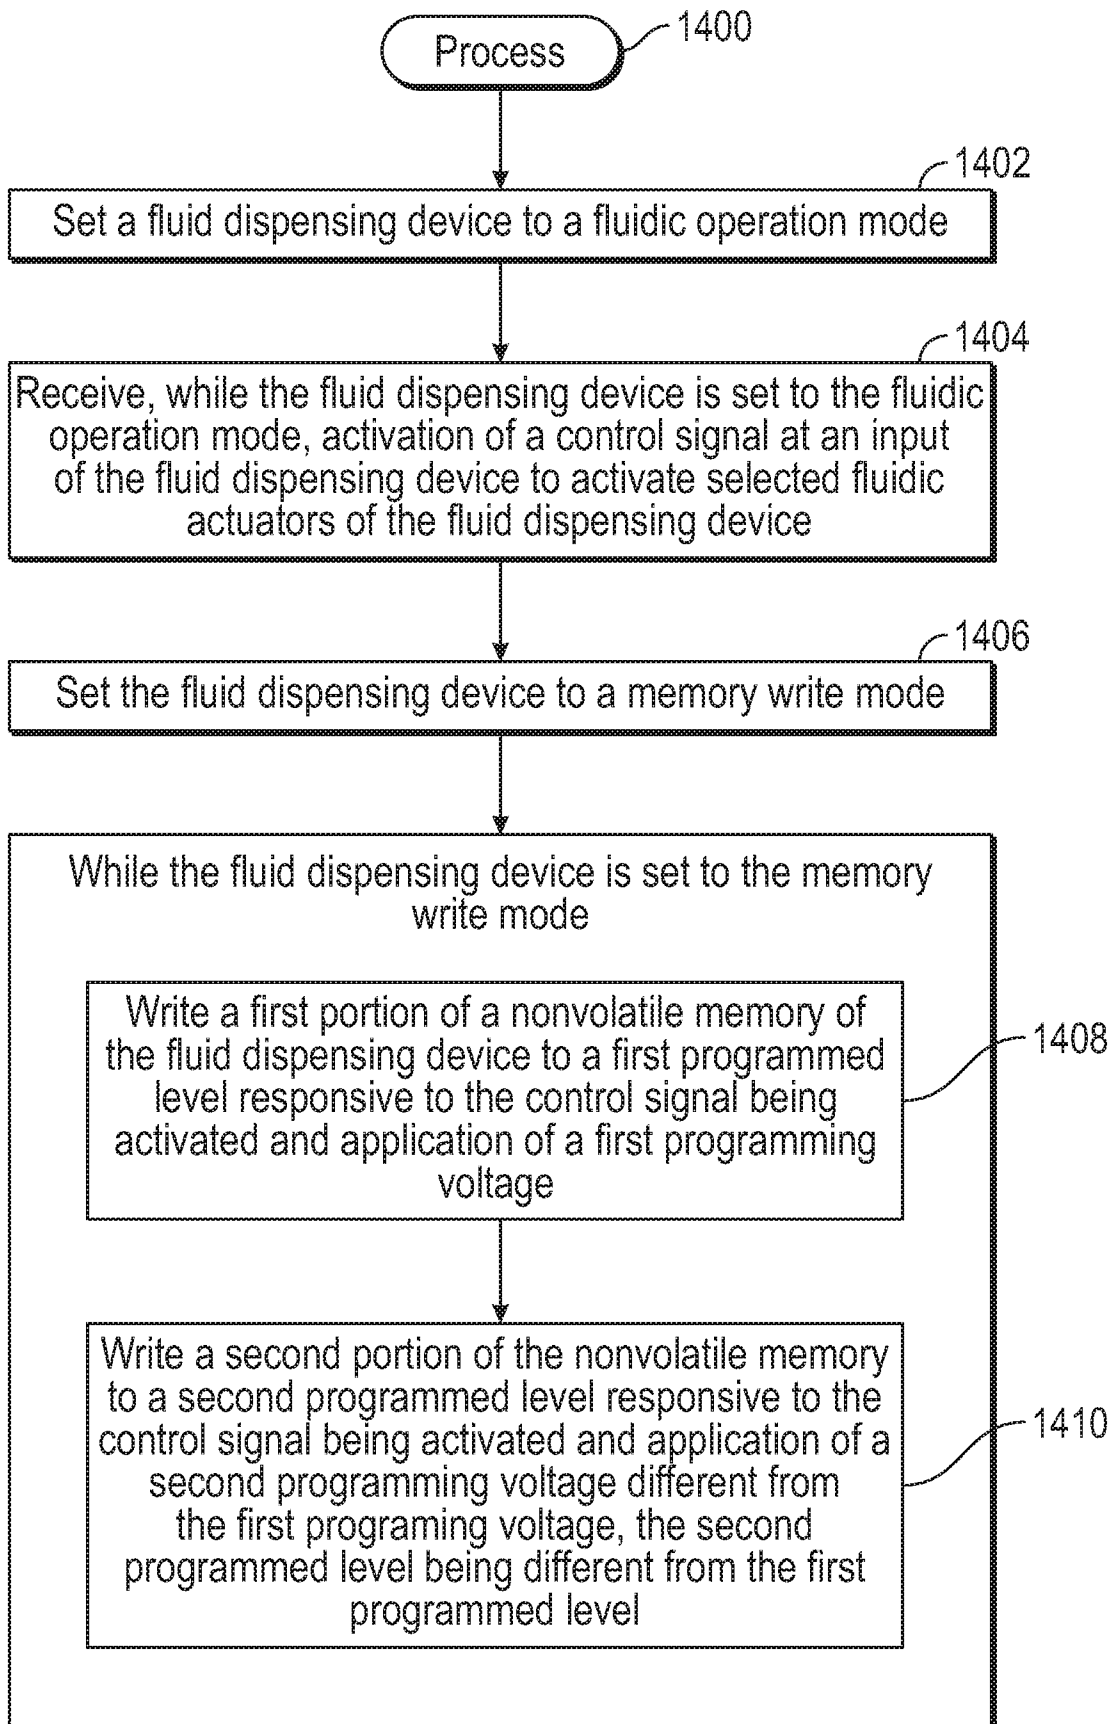 Process
1400
1402
Set a fluid dispensing device to a fluidic operation mode
1404
Receive, while the fluid dispensing device is set to the fluidic
operation mode, activation of a control signal at an input
of the fluid dispensing device to activate selected fluidic
actuators of the fluid dispensing device
1406
Set the fluid dispensing device to a memory write mode
While the fluid dispensing device is set to the memory
write mode
Write a first portion of a nonvolatile memory of
the fluid dispensing device to a first programmed
level responsive to the control signal being
activated and application of a first programming
voltage
1408
Write a second portion of the nonvolatile memory
to a second programmed level responsive to the
control signal being activated and application of a
second programming voltage different from
the first programing voltage, the second
programmed level being different from the first
programmed level
1410